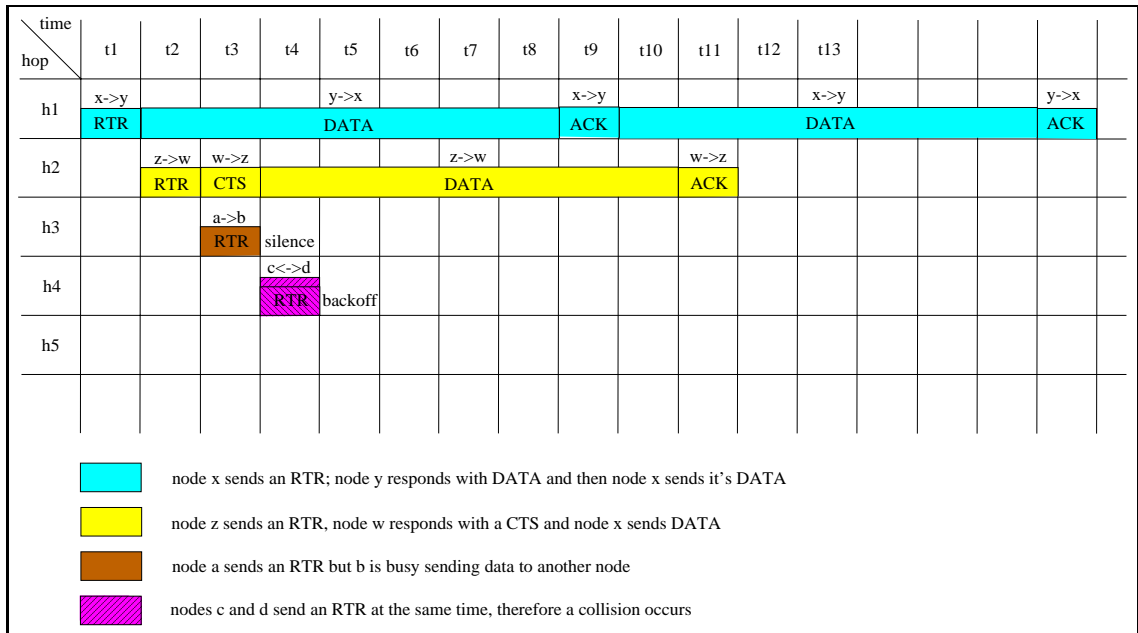 time
hop
t1 t2 t3 t4 t5 t6 t7 t8 t9 t10 t11 t12 t13
x->y y->x x->y x->y y->x
h1
RTR DATA ACK DATA ACK
z->w w->z z->w w->z
h2
RTR CTS DATA ACK
a->b
h3
RTR silence
c<->d
h4
RTR backoff
h5
node x sends an RTR; node y responds with DATA and then node x sends it's DATA
node z sends an RTR, node w responds with a CTS and node x sends DATA
node a sends an RTR but b is busy sending data to another node
nodes c and d send an RTR at the same time, therefore a collision occurs